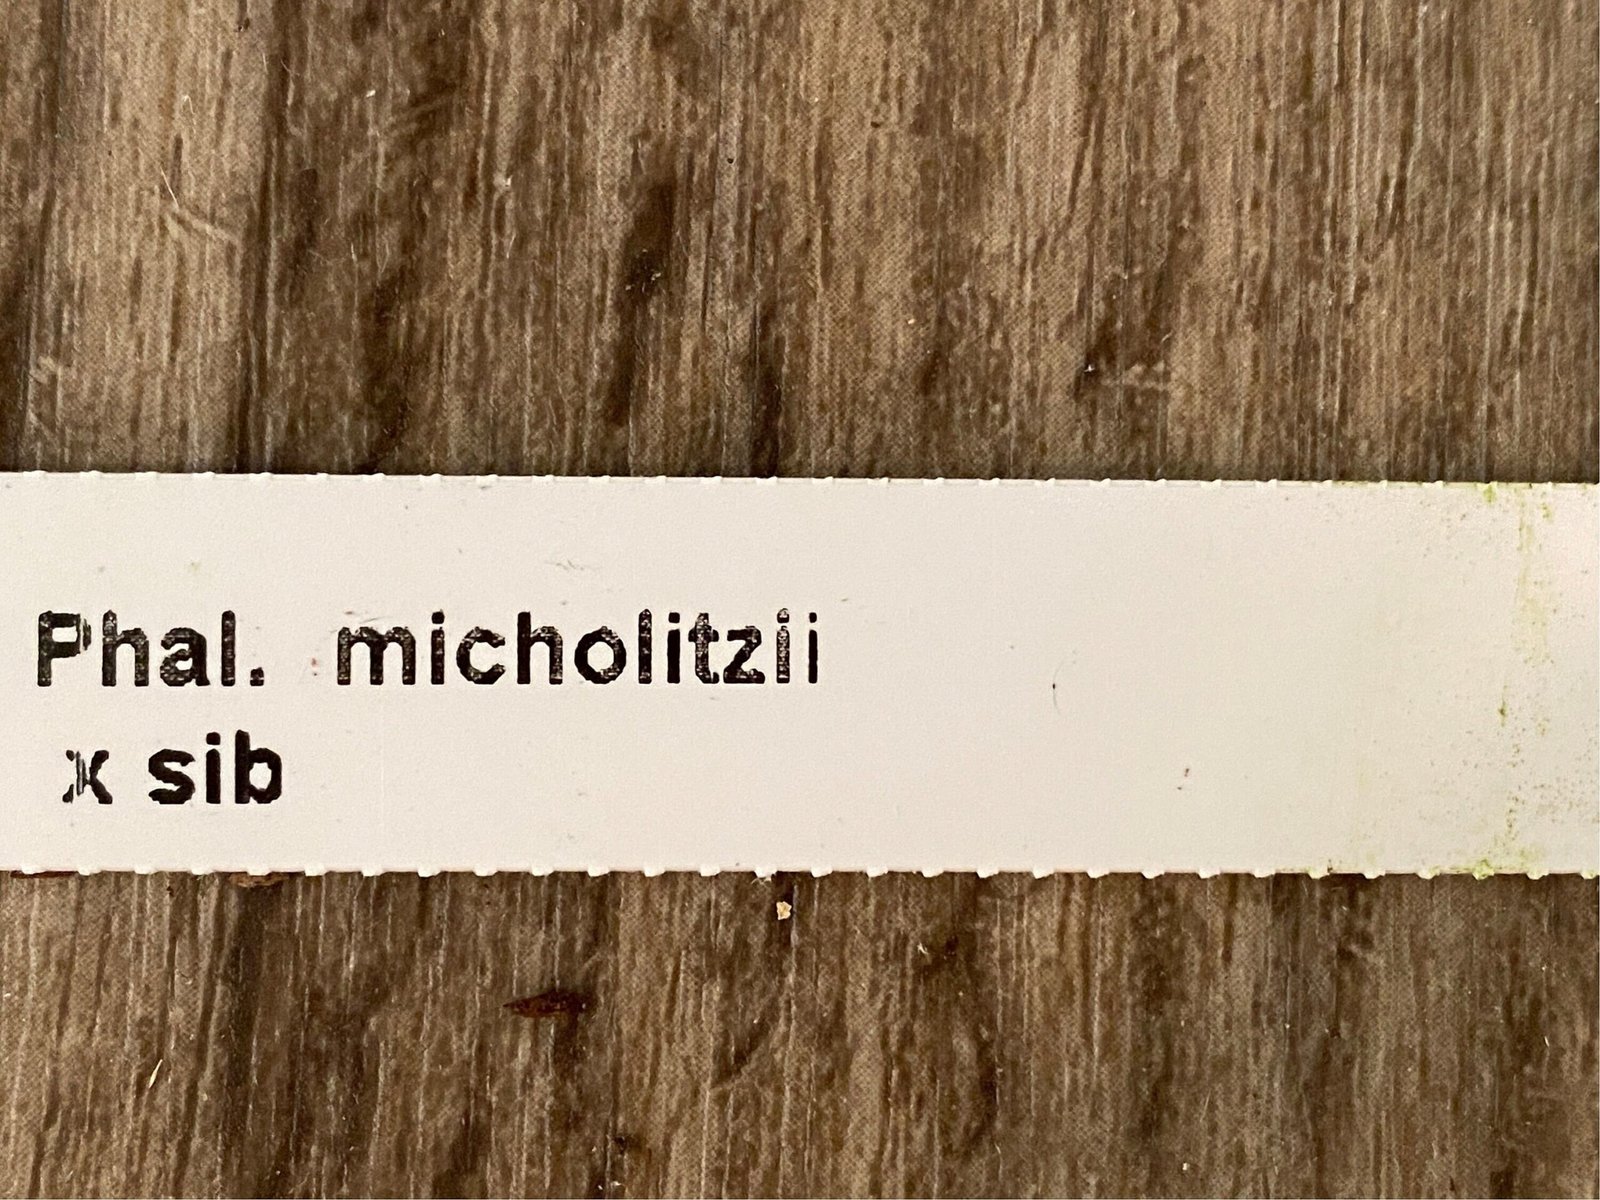 Phal. micholitzii
x sib